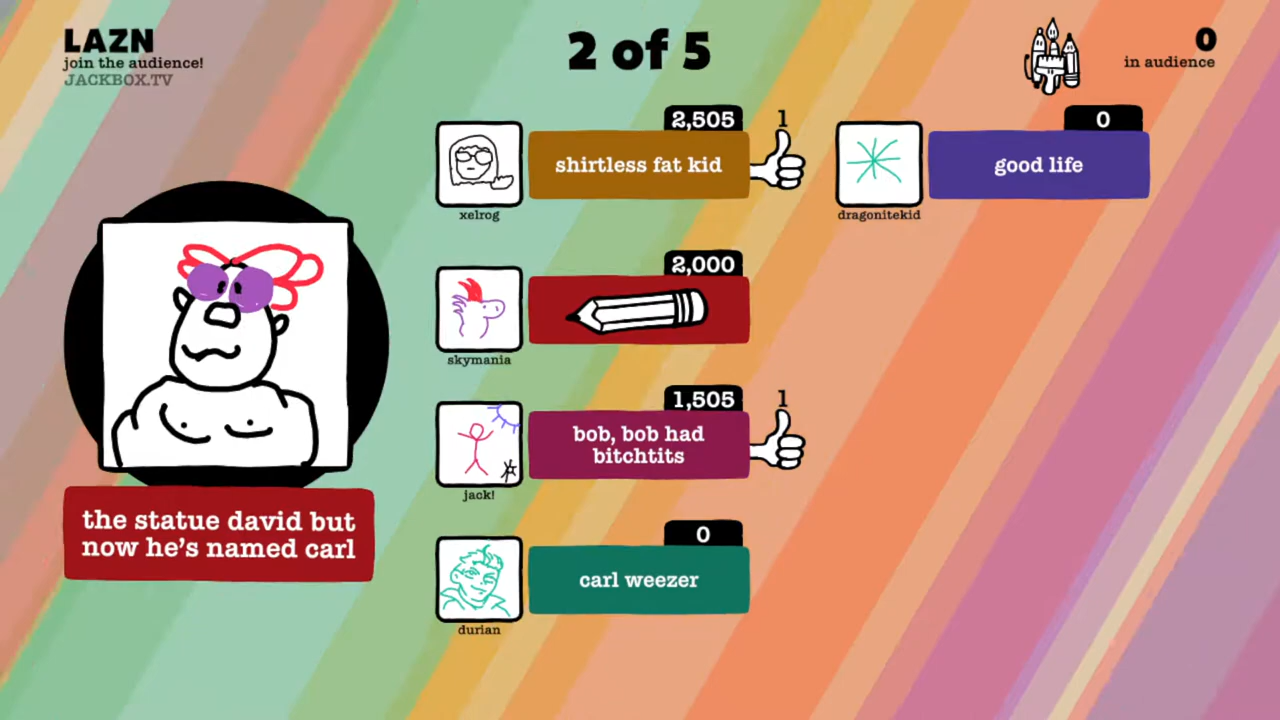 LAZN
join the audience!
JACKBOX.TV
2 of 5
0
in audience
the statue david but
now he's named carl
2,505
1
shirtless fat kid
xelrog
2,000
skymania
1,505
1
bob, bob had
bitchtits
jack!
0
carl weezer
durian
0
good life
dragonitekid